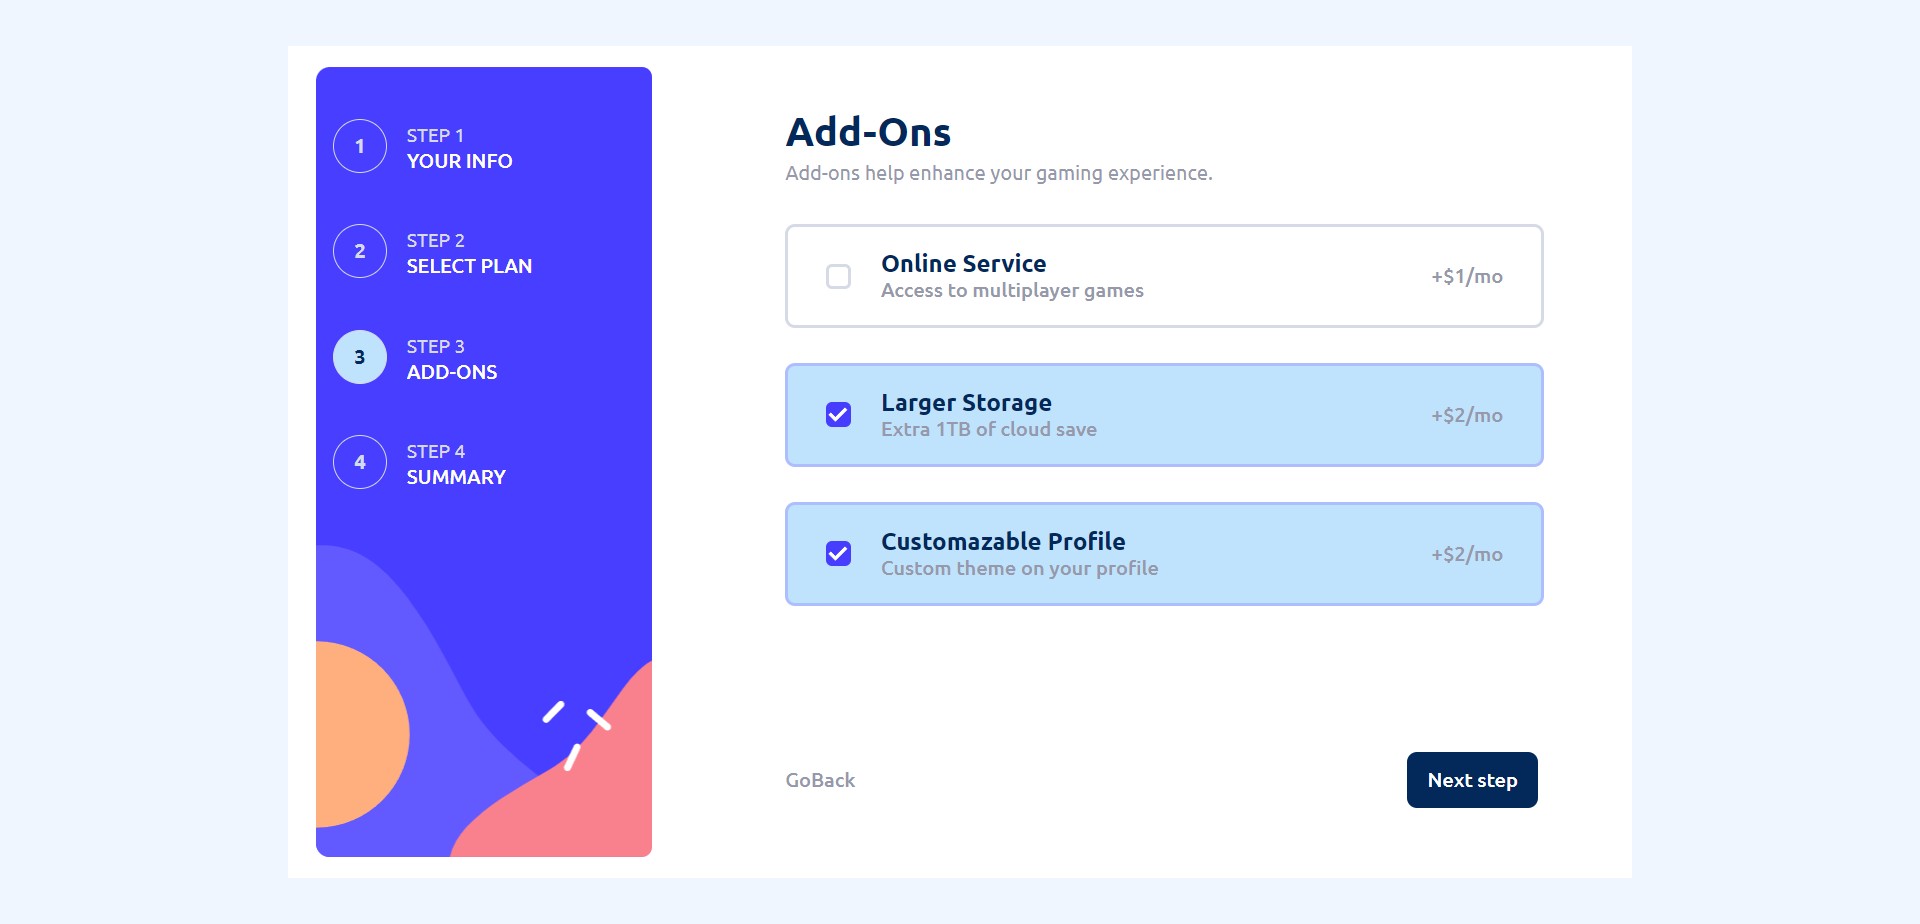 1
STEP 1
YOUR INFO
2
STEP 2
SELECT PLAN
3
STEP 3
ADD-ONS
4
STEP 4
SUMMARY
Add-Ons
Add-ons help enhance your gaming experience.
Online Service
Access to multiplayer games
+$1/mo
Larger Storage
Extra 1TB of cloud save
+$2/mo
Customazable Profile
Custom theme on your profile
+$2/mo
GoBack
Next step